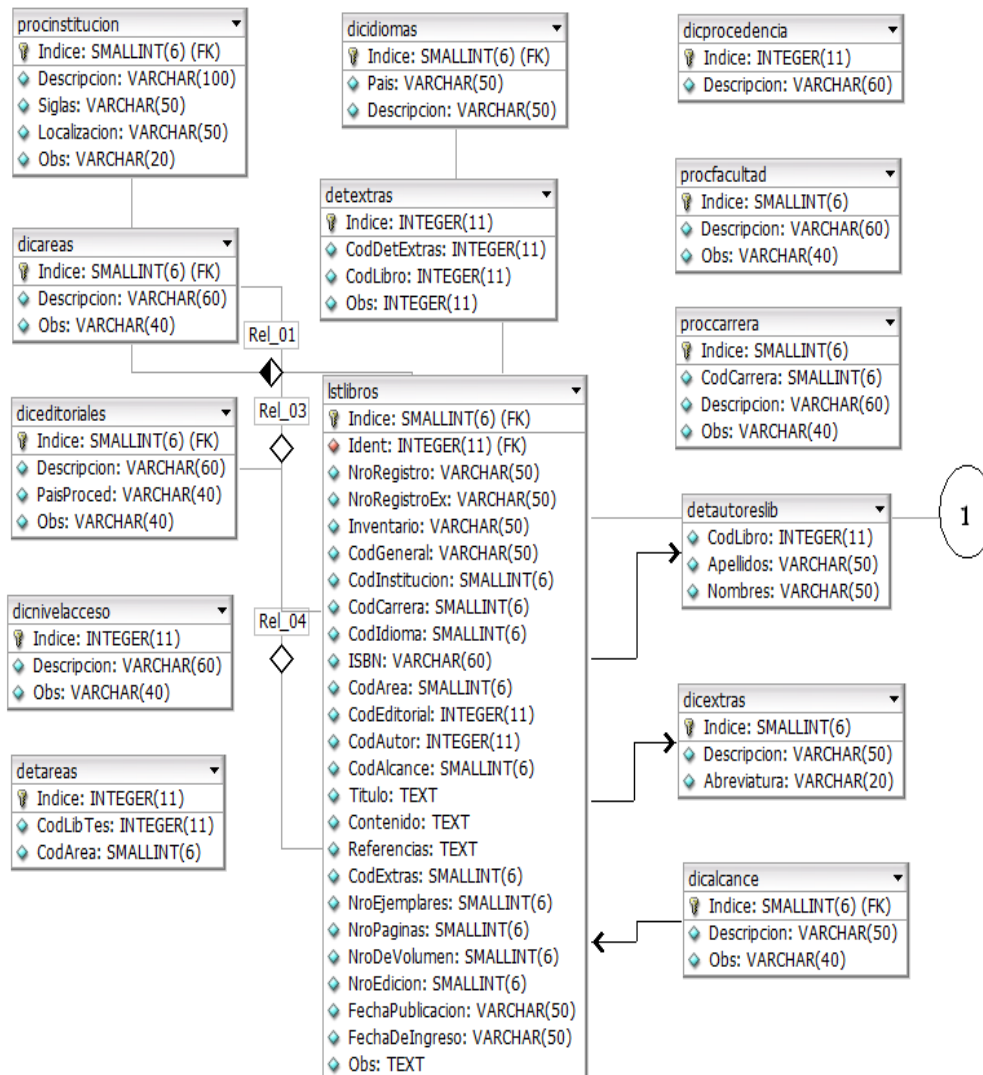 procinstitucion
Indice: SMALLINT(6) (FK)
Descripcion: VARCHAR(100)
Siglas: VARCHAR(50)
Localizacion: VARCHAR(50)
Obs: VARCHAR(20)
dicidiomas
Indice: SMALLINT(6) (FK)
Pais: VARCHAR(50)
Descripcion: VARCHAR(50)
dicprocedencia
Indice: INTEGER(11)
Descripcion: VARCHAR(60)
procfacultad
Indice: SMALLINT(6)
Descripcion: VARCHAR(60)
Obs: VARCHAR(40)
detextras
Indice: INTEGER(11)
CodDetExtras: INTEGER(11)
CodLibro: INTEGER(11)
Obs: INTEGER(11)
dicareas
Indice: SMALLINT(6) (FK)
Descripcion: VARCHAR(60)
Obs: VARCHAR(40)
Rel_01
proccarrera
Indice: SMALLINT(6)
CodCarrera: SMALLINT(6)
Descripcion: VARCHAR(60)
Obs: VARCHAR(40)
diceditoriales
Indice: SMALLINT(6) (FK)
Descripcion: VARCHAR(60)
PaisProced: VARCHAR(40)
Obs: VARCHAR(40)
Rel_03
lstlibros
Indice: SMALLINT(6) (FK)
Ident: INTEGER(11) (FK)
NroRegistro: VARCHAR(50)
NroRegistroEx: VARCHAR(50)
Inventario: VARCHAR(50)
CodGeneral: VARCHAR(50)
CodInstitucion: SMALLINT(6)
CodCarrera: SMALLINT(6)
CodIdioma: SMALLINT(6)
ISBN: VARCHAR(60)
CodArea: SMALLINT(6)
CodEditorial: INTEGER(11)
CodAutor: INTEGER(11)
CodAlcance: SMALLINT(6)
Titulo: TEXT
Contenido: TEXT
Referencias: TEXT
CodExtras: SMALLINT(6)
NroEjemplares: SMALLINT(6)
NroPaginas: SMALLINT(6)
NroDeVolumen: SMALLINT(6)
NroEdicion: SMALLINT(6)
FechaPublicacion: VARCHAR(50)
FechaDeIngreso: VARCHAR(50)
Obs: TEXT
detautoreslib
CodLibro: INTEGER(11)
Apellidos: VARCHAR(50)
Nombres: VARCHAR(50)
1
dicnivelacceso
Indice: INTEGER(11)
Descripcion: VARCHAR(60)
Obs: VARCHAR(40)
Rel_04
dicextras
Indice: SMALLINT(6)
Descripcion: VARCHAR(50)
Abreviatura: VARCHAR(20)
detareas
Indice: INTEGER(11)
CodLibTes: INTEGER(11)
CodArea: SMALLINT(6)
dicalcance
Indice: SMALLINT(6) (FK)
Descripcion: VARCHAR(50)
Obs: VARCHAR(40)